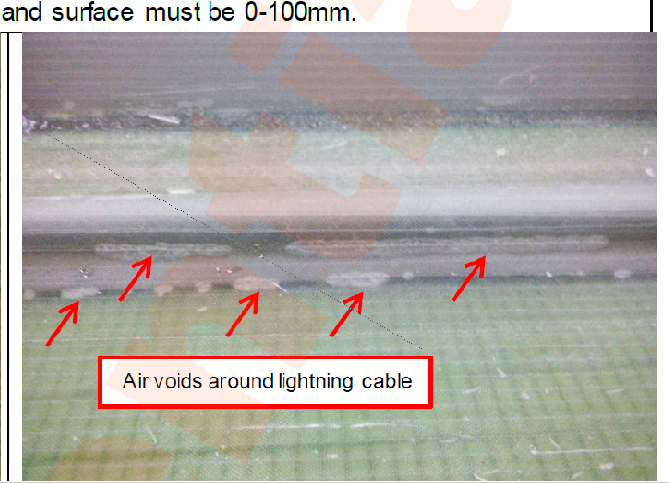 and surface must be 0-100mm.
Air voids around lightning cable